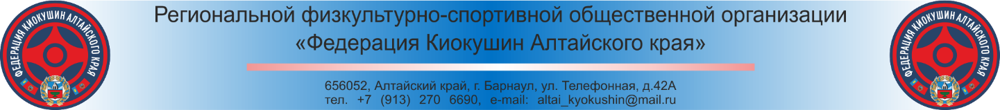 Региональной физкультурно-спортивной общественной организации
«Федерация Киокушин Алтайского края»
656052, Алтайский край, г. Барнаул, ул. Телефонная, д.42А
тел. +7 (913) 270 6690, e-mail: altai_kyokushin@mail.ru
ФЕДЕРАЦИЯ КИОКУШИН АЛТАЙСКОГО КРАЯ
ФЕДЕРАЦИЯ КИОКУШИН АЛТАЙСКОГО КРАЯ